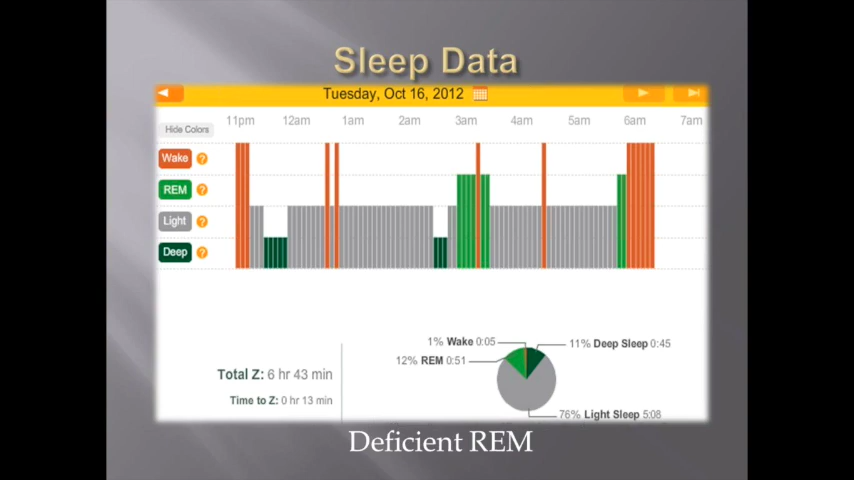 Sleep Data
Tuesday, Oct 16, 2012
Hide Colors
11pm 12am 1am 2am 3am 4am 5am 6am 7am
Wake ?
REM ?
Light ?
Deep ?
1% Wake 0:05
11% Deep Sleep 0:45
12% REM 0:51
Total Z: 6 hr 43 min
Time to Z: 0 hr 13 min
76% Light Sleep 5:08
Deficient REM